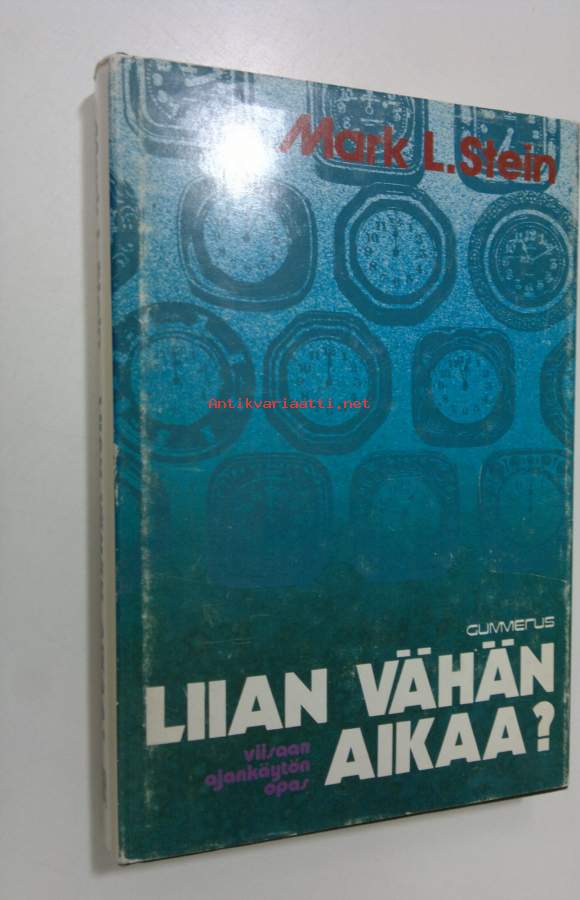 Mark L. Stein
Antikvariaatti.net
GUMMERUS
LIIAN VÄHÄN
AIKAA?
viisaan
ajankäytön
opas